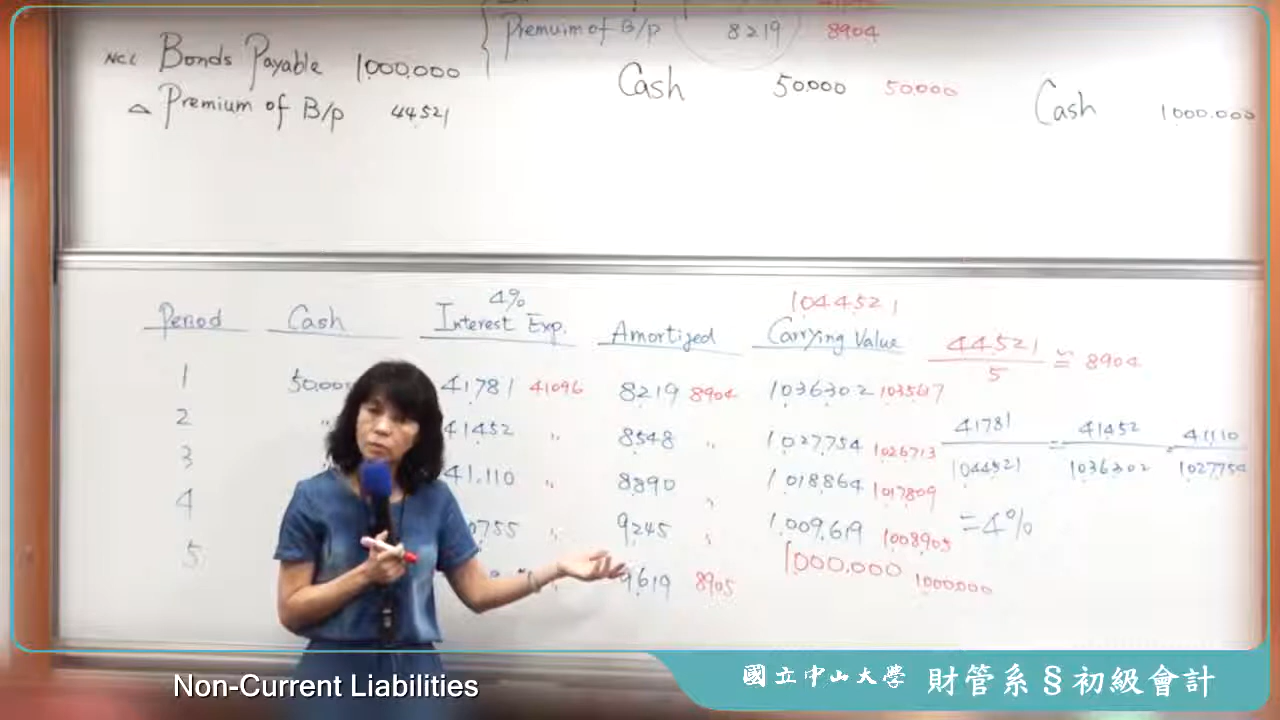 Premuim of B/p 8219 8904
NCL Bonds Payable 1,000,000
△ Premium of B/p 44521
Cash 50,000 50,000
Cash 1,000,000
4% 1044521
Period Cash Interest Exp. Amortized Carrying Value 44521/5 ≅ 8904
1 50,000 41781 41096 8219 8904 1036302 1035617
2 " 41452 " 8548 " 1027754 1026713 41781/1044521 = 41452/1036302 = 41110/1027754
3 41,110 " 8890 " 1,018,864 1017809
4 0755 " 9245 " 1,009,619 1008905 =4%
5 9619 8905 1,000,000 1000000
Non-Current Liabilities
國立中山大學 財管系§初級會計